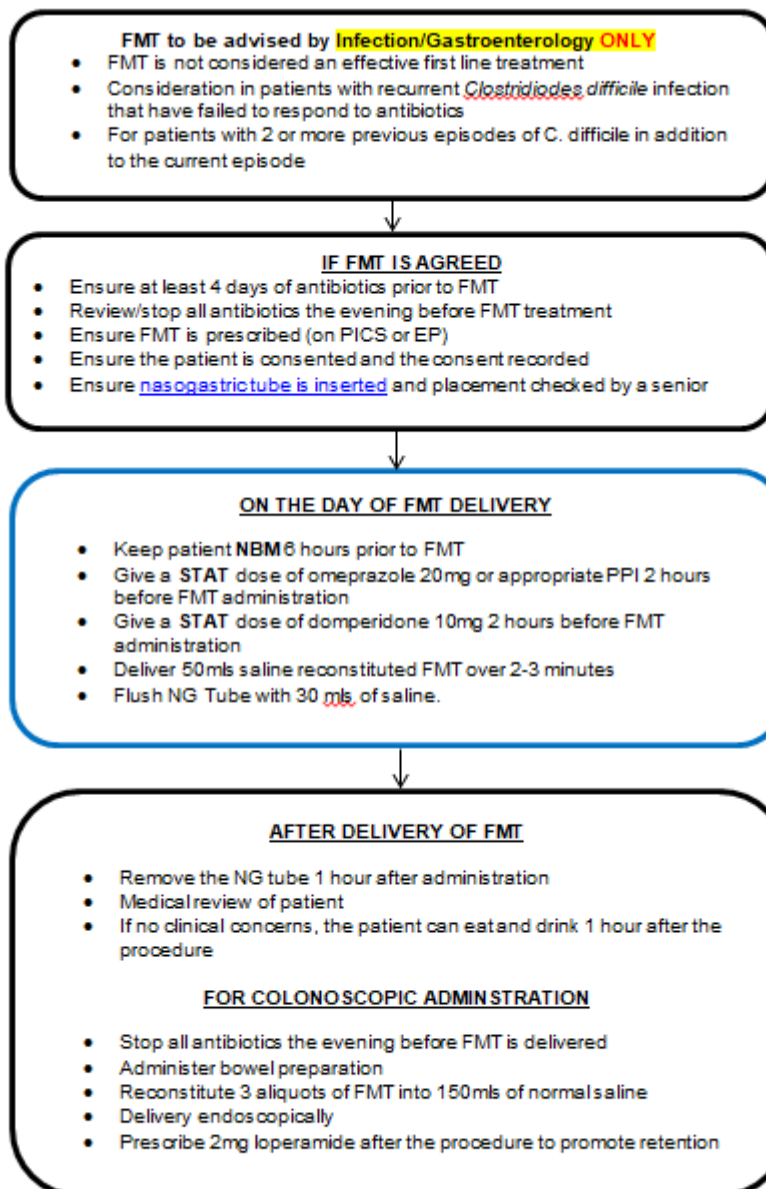 FMT to be advised by Infection/Gastroenterology ONLY
• FMT is not considered an effective first line treatment
• Consideration in patients with recurrent Clostridiodes difficile infection
that have failed to respond to antibiotics
• For patients with 2 or more previous episodes of C. difficile in addition
to the current episode
IF FMT IS AGREED
• Ensure at least 4 days of antibiotics prior to FMT
• Review/stop all antibiotics the evening before FMT treatment
• Ensure FMT is prescribed (on PICS or EP)
• Ensure the patient is consented and the consent recorded
• Ensure nasogastric tube is inserted and placement checked by a senior
ON THE DAY OF FMT DELIVERY
• Keep patient NBM 6 hours prior to FMT
• Give a STAT dose of omeprazole 20mg or appropriate PPI 2 hours
before FMT administration
• Give a STAT dose of domperidone 10mg 2 hours before FMT
administration
• Deliver 50mls saline reconstituted FMT over 2-3 minutes
• Flush NG Tube with 30 mls of saline.
AFTER DELIVERY OF FMT
• Remove the NG tube 1 hour after administration
• Medical review of patient
• If no clinical concerns, the patient can eat and drink 1 hour after the
procedure
FOR COLONOSCOPIC ADMINSTRATION
• Stop all antibiotics the evening before FMT is delivered
• Administer bowel preparation
• Reconstitute 3 aliquots of FMT into 150mls of normal saline
• Delivery endoscopically
• Prescribe 2mg loperamide after the procedure to promote retention